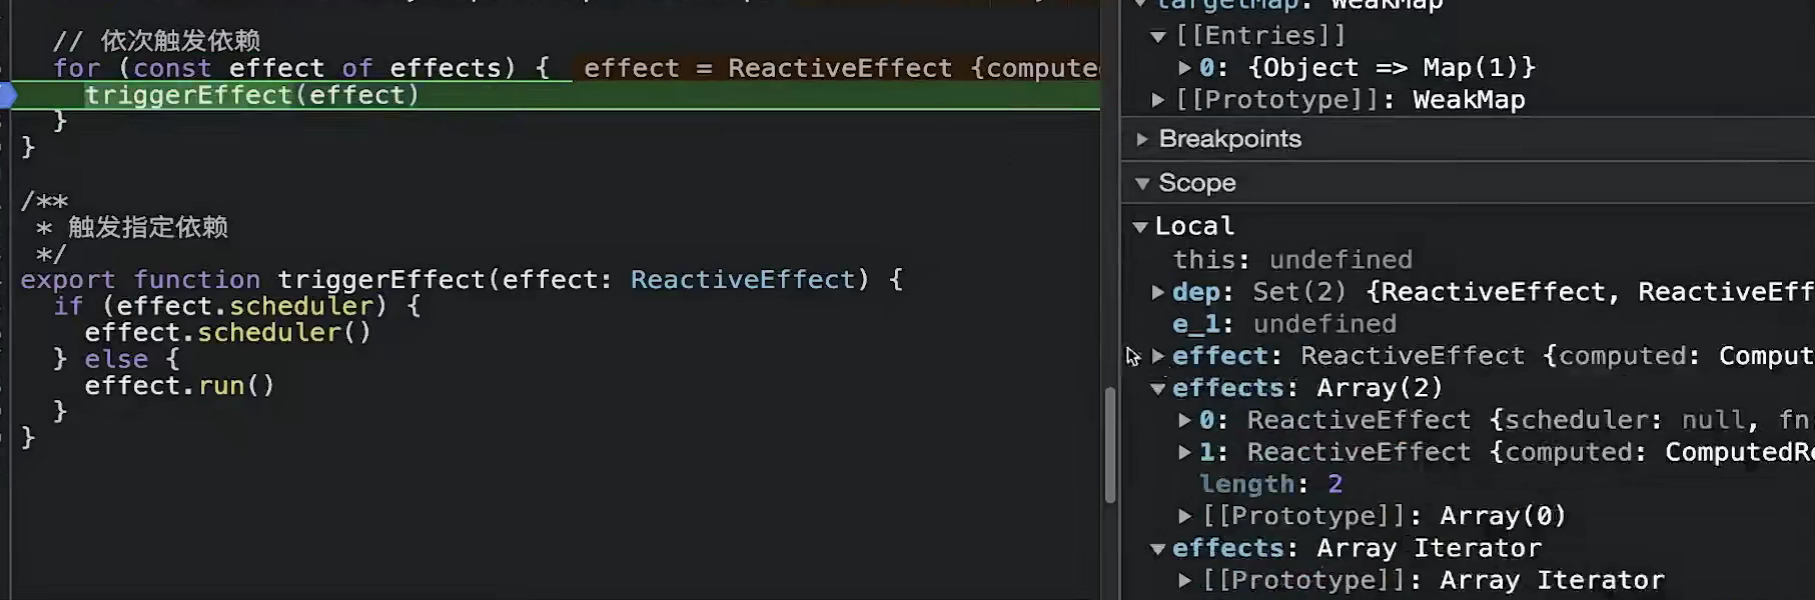 // 依次触发依赖
for (const effect of effects) { effect = ReactiveEffect {compute
triggerEffect(effect)
}
}
/**
* 触发指定依赖
*/
export function triggerEffect(effect: ReactiveEffect) {
if (effect.scheduler) {
effect.scheduler()
} else {
effect.run()
}
}
targetMap: WeakMap
[[Entries]]
0: {Object => Map(1)}
[[Prototype]]: WeakMap
Breakpoints
Scope
Local
this: undefined
dep: Set(2) {ReactiveEffect, ReactiveEff
e_1: undefined
effect: ReactiveEffect {computed: Comput
effects: Array(2)
0: ReactiveEffect {scheduler: null, fn
1: ReactiveEffect {computed: ComputedRe
length: 2
[[Prototype]]: Array(0)
effects: Array Iterator
[[Prototype]]: Array Iterator